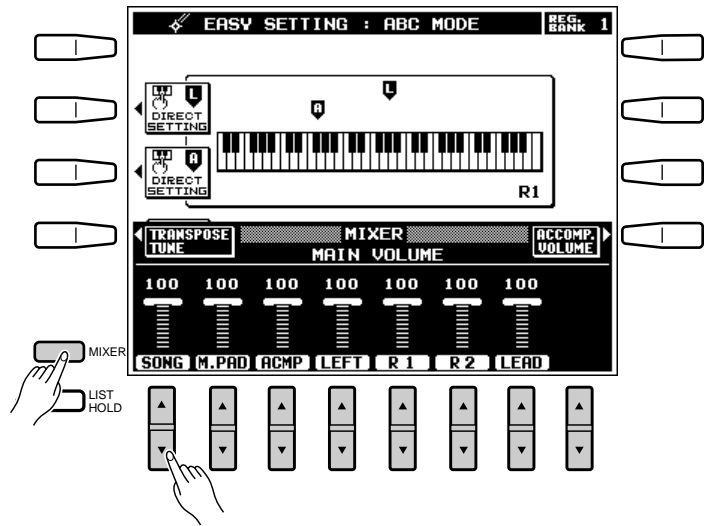 EASY SETTING : ABC MODE
REG. BANK 1
L
DIRECT SETTING
A
L
A
DIRECT SETTING
R1
TRANSPOSE TUNE
MIXER
ACCOMP. VOLUME
MAIN VOLUME
100 100 100 100 100 100 100
SONG M.PAD ACMP LEFT R 1 R 2 LEAD
MIXER
LIST HOLD